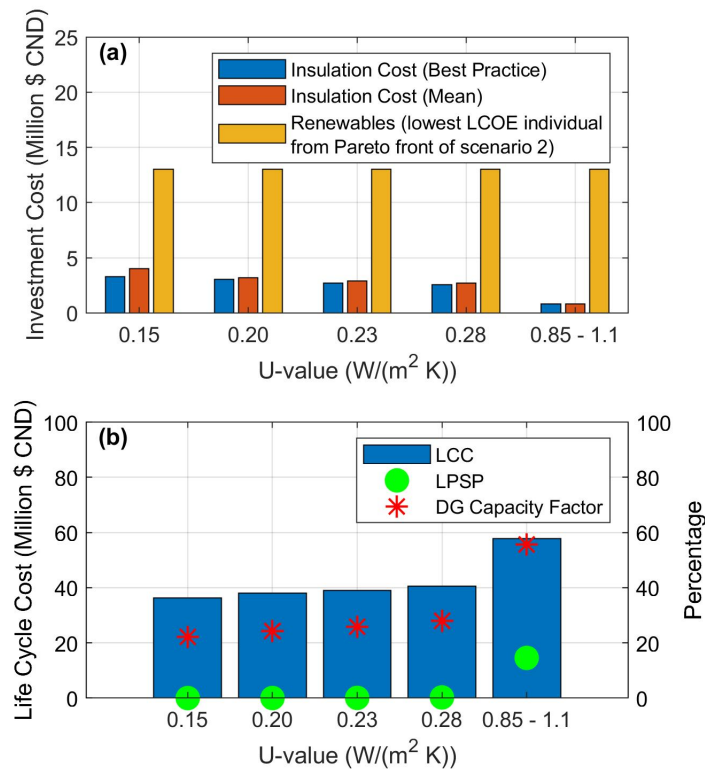 (a)
Investment Cost (Million $ CND)
25
20
15
10
5
0
Insulation Cost (Best Practice)
Insulation Cost (Mean)
Renewables (lowest LCOE individual
from Pareto front of scenario 2)
0.15 0.20 0.23 0.28 0.85 - 1.1
U-value (W/(m² K))
(b)
Life Cycle Cost (Million $ CND)
100
80
60
40
20
0
LCC
LPSP
DG Capacity Factor
100
80
60
40
20
0
Percentage
0.15 0.20 0.23 0.28 0.85 - 1.1
U-value (W/(m² K))